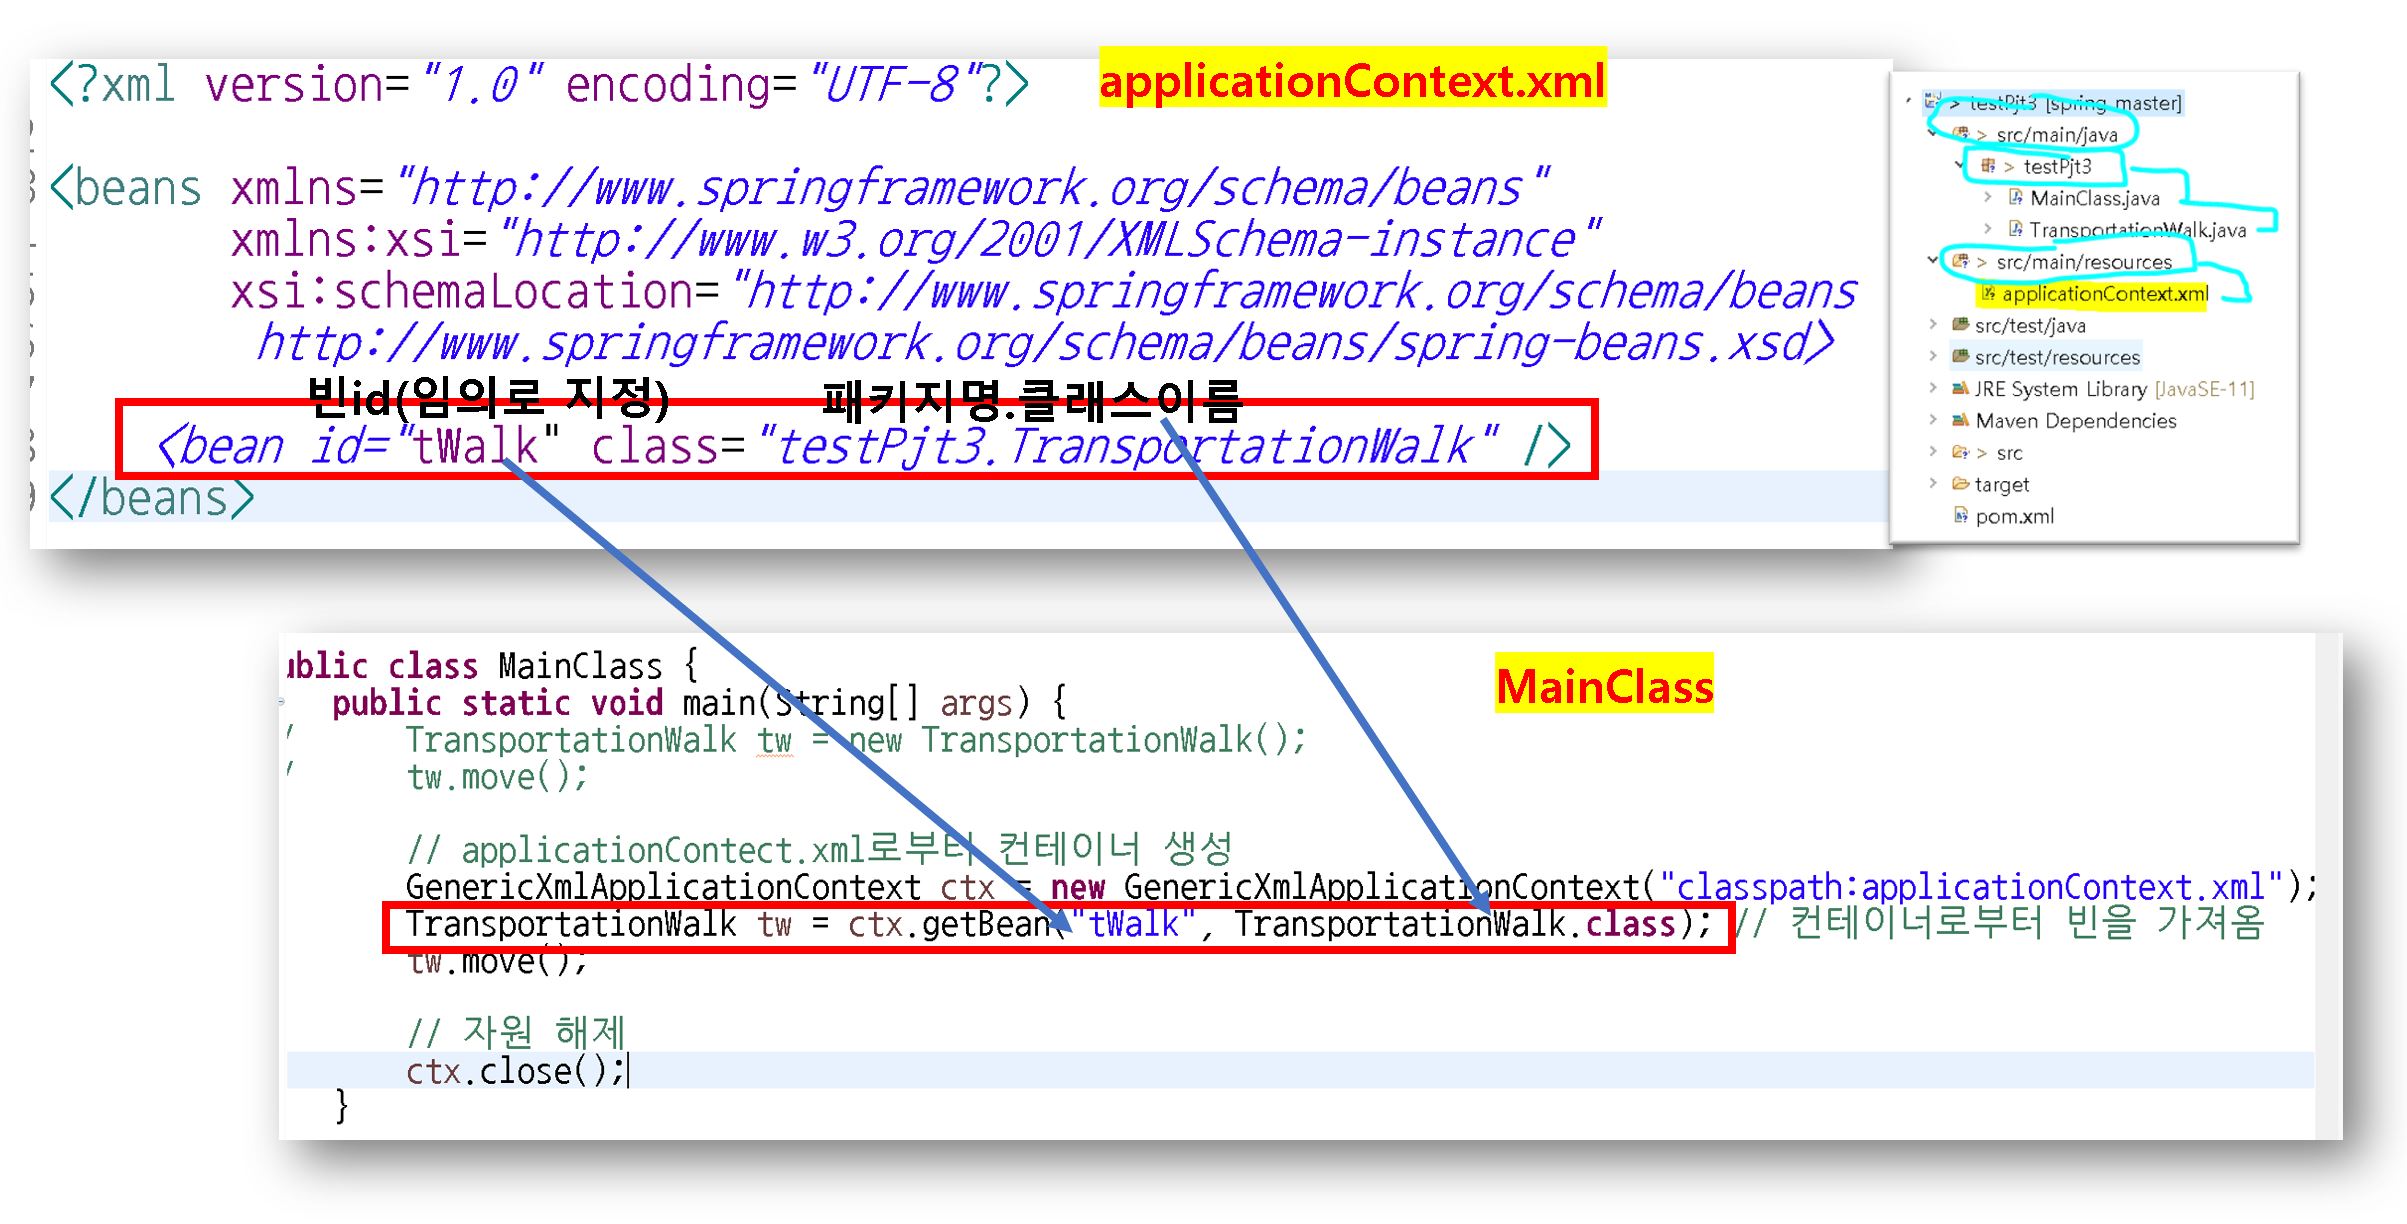 <?xml version="1.0" encoding="UTF-8"?>
applicationContext.xml
<beans xmlns="http://www.springframework.org/schema/beans"
xmlns:xsi="http://www.w3.org/2001/XMLSchema-instance"
xsi:schemaLocation="http://www.springframework.org/schema/beans
http://www.springframework.org/schema/beans/spring-beans.xsd>
빈id(임의로 지정)
패키지명.클래스이름
<bean id="tWalk" class="testPjt3.TransportationWalk" />
</beans>
> testPjt3 [spring master]
> src/main/java
> testPjt3
MainClass.java
TransportationWalk.java
> src/main/resources
applicationContext.xml
src/test/java
src/test/resources
JRE System Library [JavaSE-11]
Maven Dependencies
> src
target
pom.xml
MainClass
ublic class MainClass {
public static void main(String[] args) {
/ TransportationWalk tw = new TransportationWalk();
/ tw.move();
// applicationContect.xml로부터 컨테이너 생성
GenericXmlApplicationContext ctx = new GenericXmlApplicationContext("classpath:applicationContext.xml");
TransportationWalk tw = ctx.getBean("tWalk", TransportationWalk.class); // 컨테이너로부터 빈을 가져옴
tw.move();
// 자원 해제
ctx.close();
}